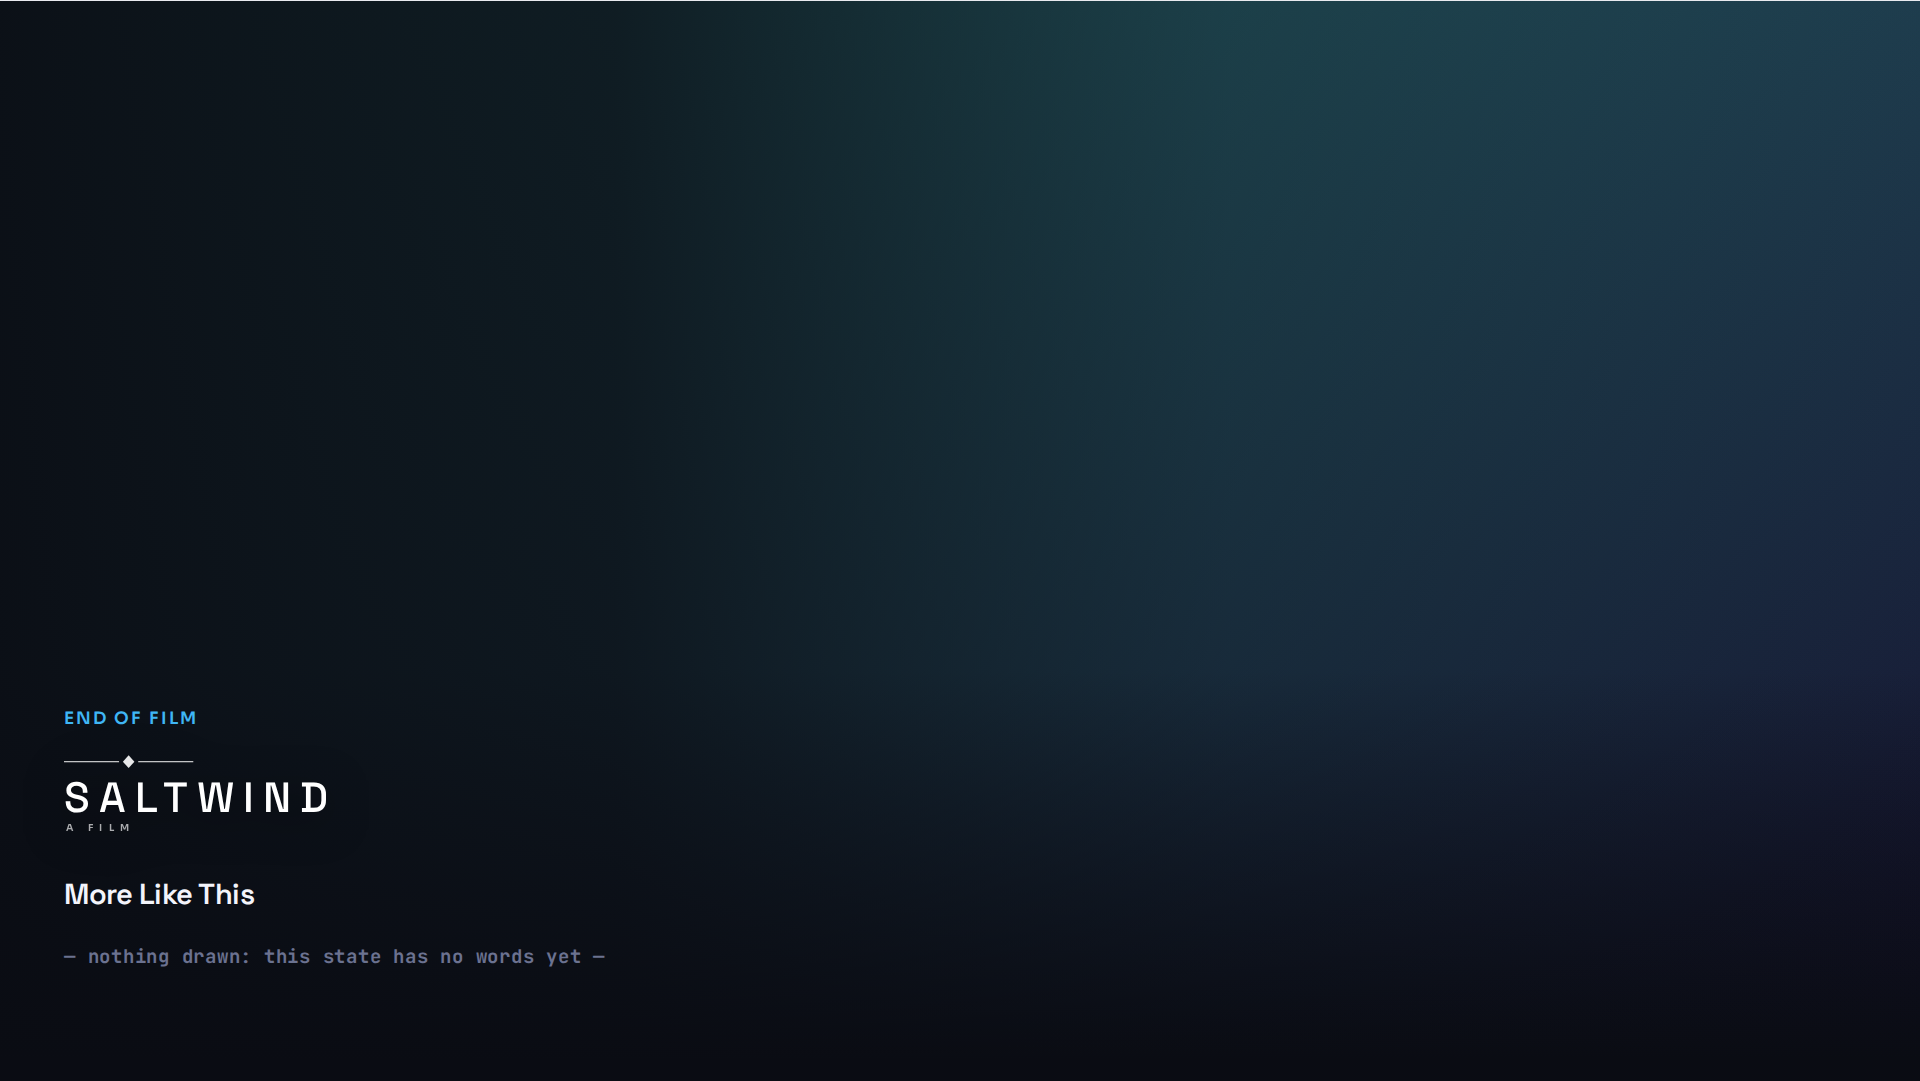 END OF FILM
SALTWIND
A FILM
More Like This
— nothing drawn: this state has no words yet —